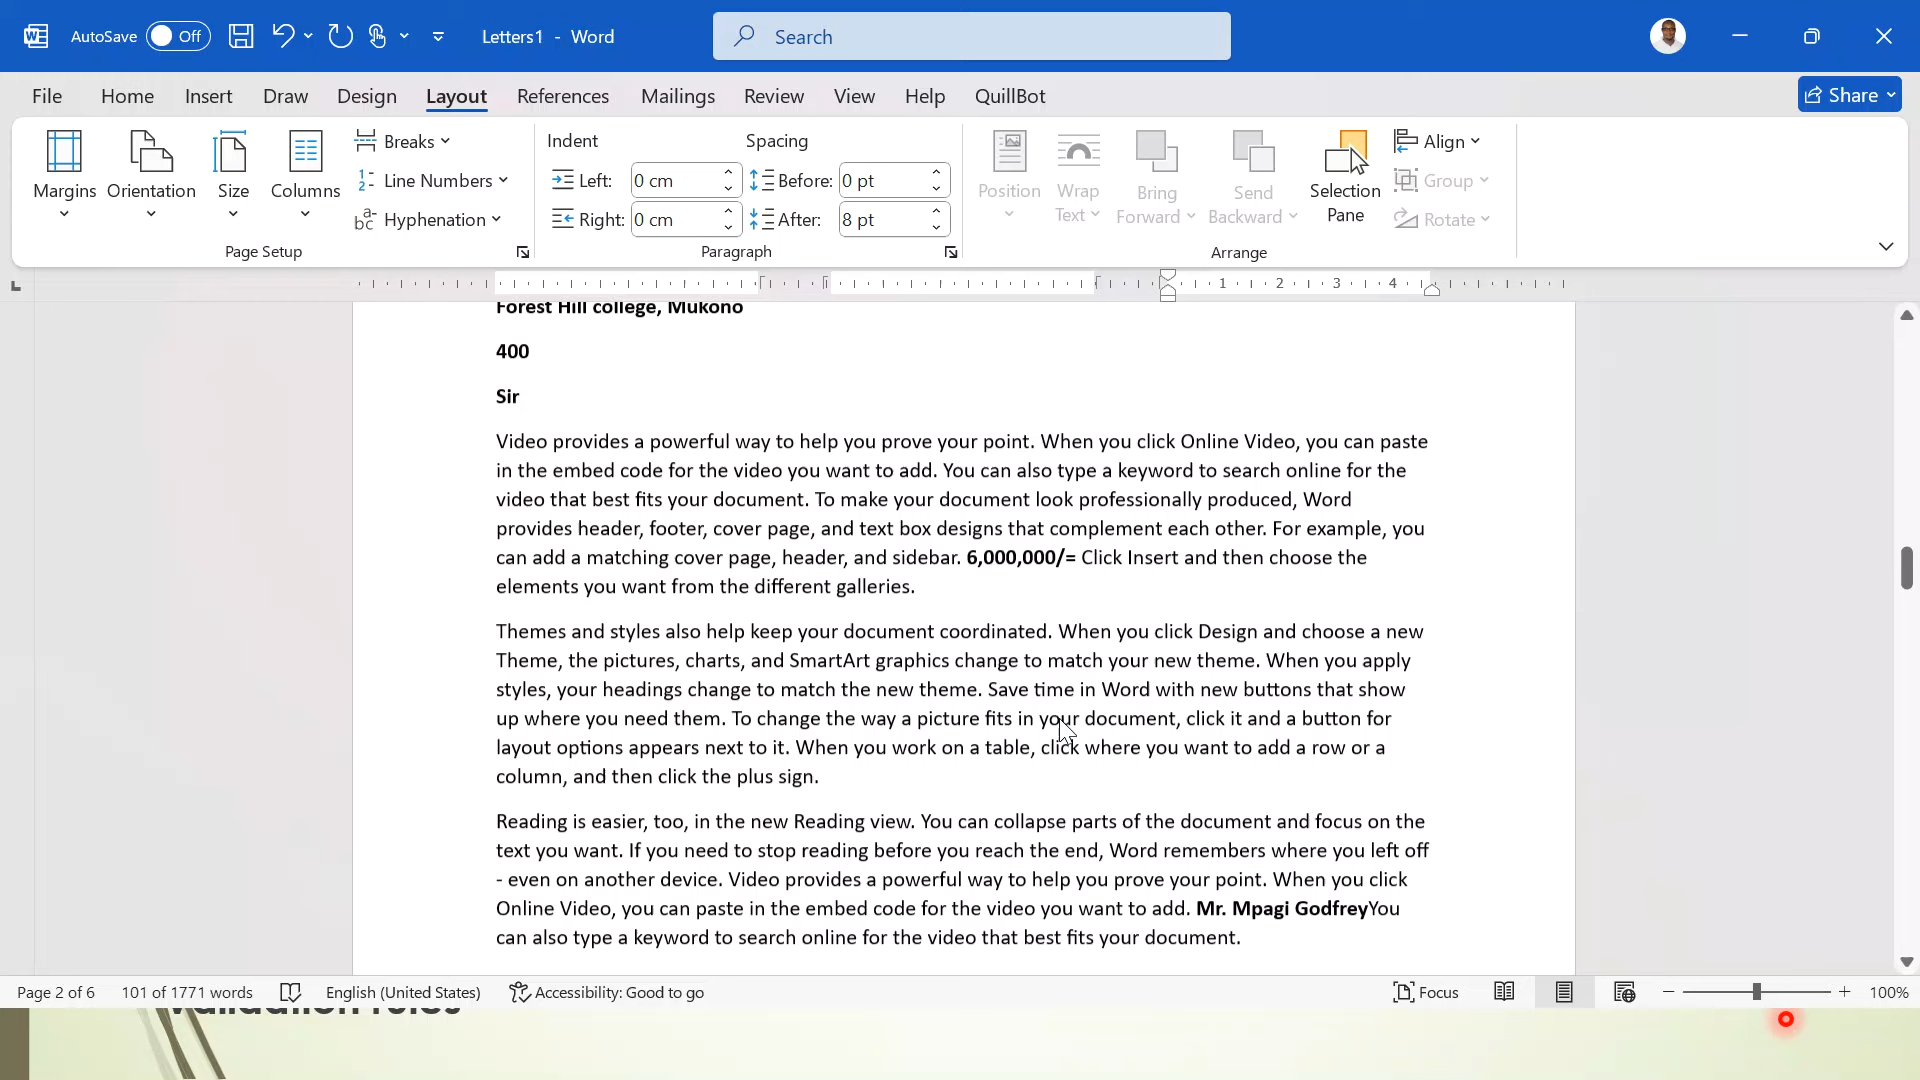 AutoSave Off Letters1 - Word Search
File Home Insert Draw Design Layout References Mailings Review View Help QuillBot Share
Margins Orientation Size Columns Breaks Line Numbers Hyphenation
Page Setup
Indent Spacing
Left: 0 cm Before: 0 pt
Right: 0 cm After: 8 pt
Paragraph
Position Wrap Text Bring Forward Send Backward Selection Pane Align Group Rotate
Arrange
1 2 3 4
Forest Hill college, Mukono
400
Sir
Video provides a powerful way to help you prove your point. When you click Online Video, you can paste
in the embed code for the video you want to add. You can also type a keyword to search online for the
video that best fits your document. To make your document look professionally produced, Word
provides header, footer, cover page, and text box designs that complement each other. For example, you
can add a matching cover page, header, and sidebar. 6,000,000/= Click Insert and then choose the
elements you want from the different galleries.
Themes and styles also help keep your document coordinated. When you click Design and choose a new
Theme, the pictures, charts, and SmartArt graphics change to match your new theme. When you apply
styles, your headings change to match the new theme. Save time in Word with new buttons that show
up where you need them. To change the way a picture fits in your document, click it and a button for
layout options appears next to it. When you work on a table, click where you want to add a row or a
column, and then click the plus sign.
Reading is easier, too, in the new Reading view. You can collapse parts of the document and focus on the
text you want. If you need to stop reading before you reach the end, Word remembers where you left off
- even on another device. Video provides a powerful way to help you prove your point. When you click
Online Video, you can paste in the embed code for the video you want to add. Mr. Mpagi GodfreyYou
can also type a keyword to search online for the video that best fits your document.
Page 2 of 6 101 of 1771 words English (United States) Accessibility: Good to go Focus 100%